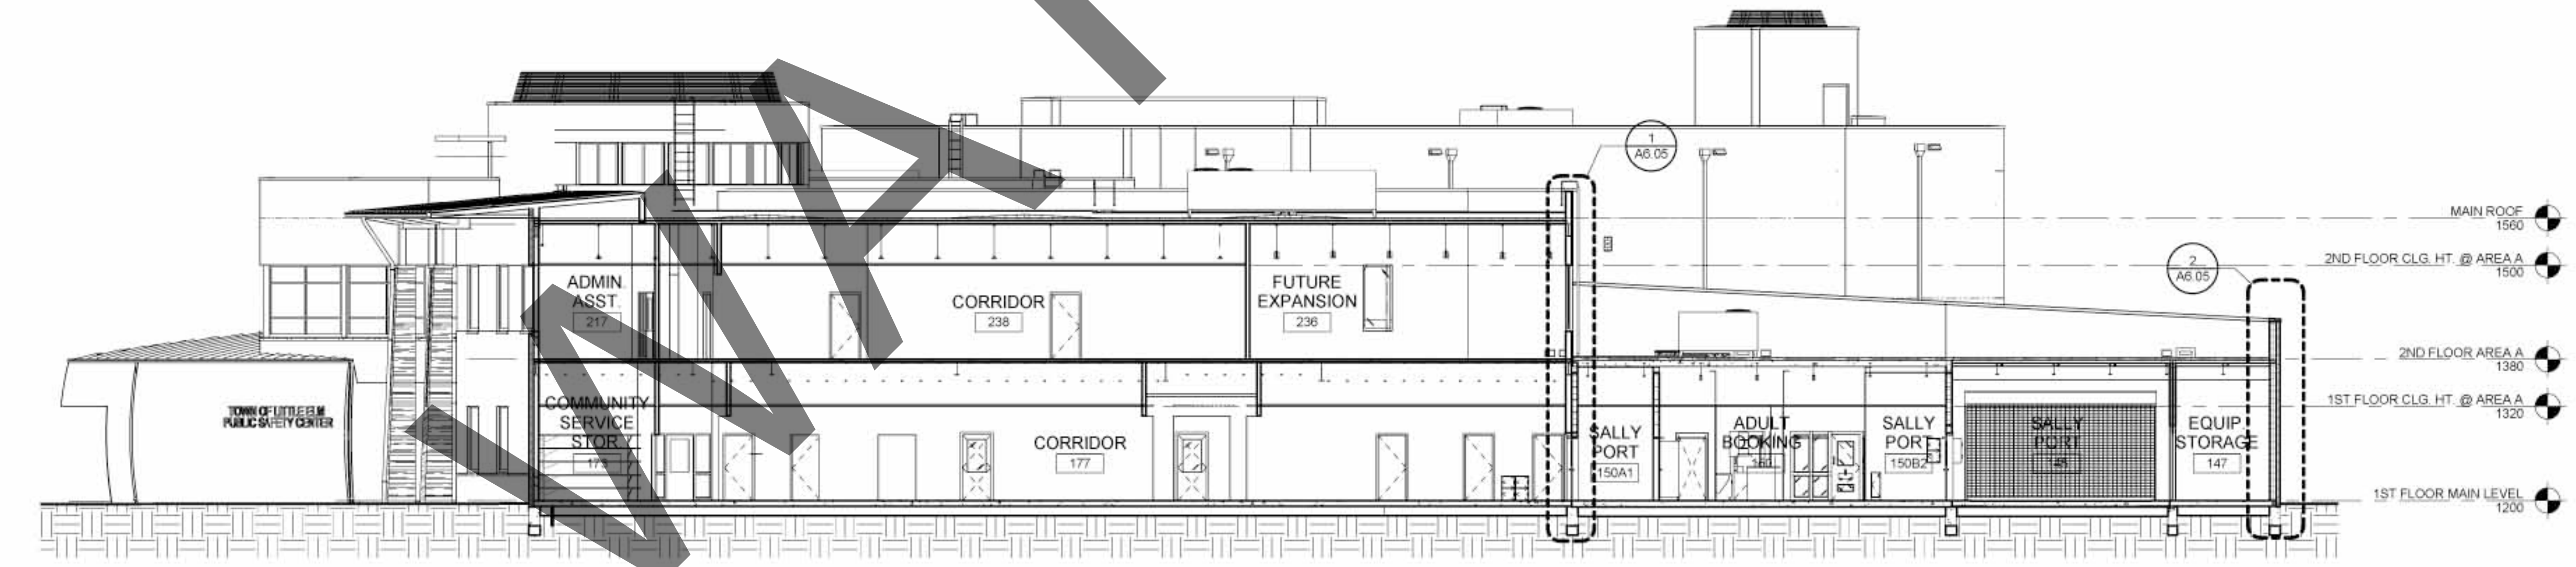 1
A6.05
MAIN ROOF
1560
2ND FLOOR CLG. HT. @ AREA A
1500
2
A6.05
2ND FLOOR AREA A
1380
1ST FLOOR CLG. HT. @ AREA A
1320
1ST FLOOR MAIN LEVEL
1200
ADMIN.
ASST.
217
CORRIDOR
238
FUTURE
EXPANSION
236
TOWN OF LITTLE ELM
PUBLIC SAFETY CENTER
COMMUNITY
SERVICE
STOR.
CORRIDOR
177
SALLY
PORT
150A1
ADULT
BOOKING
SALLY
PORT
150B2
SALLY
PORT
EQUIP.
STORAGE
147